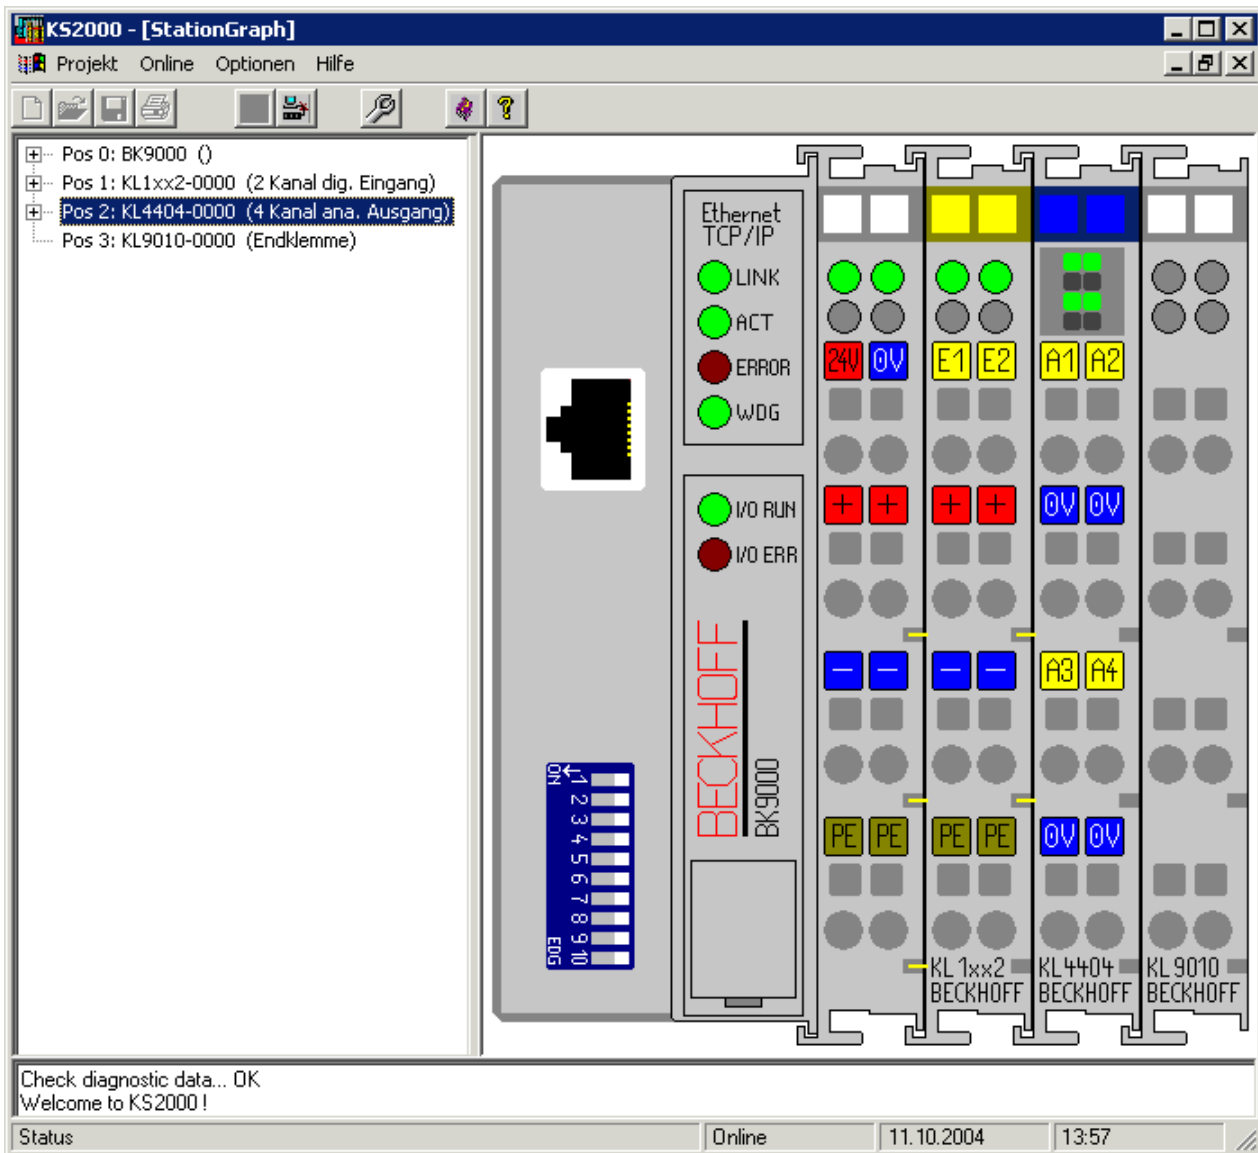 KS2000 - [StationGraph]
Projekt Online Optionen Hilfe
Pos 0: BK9000 ()
Pos 1: KL1xx2-0000 (2 Kanal dig. Eingang)
Pos 2: KL4404-0000 (4 Kanal ana. Ausgang)
Pos 3: KL9010-0000 (Endklemme)
Ethernet
TCP/IP
LINK
ACT
ERROR
WDG
I/O RUN
I/O ERR
BECKHOFF
BK9000
ON
1
2
3
4
5
6
7
8
9
10
EDG
24V 0V E1 E2 A1 A2
+ + + + 0V 0V
- - - - A3 A4
PE PE PE PE 0V 0V
KL1xx2 KL4404 KL9010
BECKHOFF BECKHOFF BECKHOFF
Check diagnostic data... OK
Welcome to KS2000 !
Status Online 11.10.2004 13:57